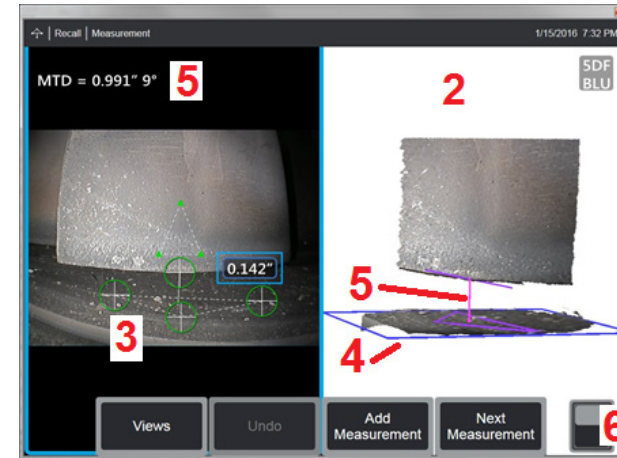 Recall | Measurement
1/15/2016 7:32 PM
MTD = 0.991" 9°
5
2
5DF
BLU
0.142"
5
3
4
Views
Undo
Add
Measurement
Next
Measurement
6